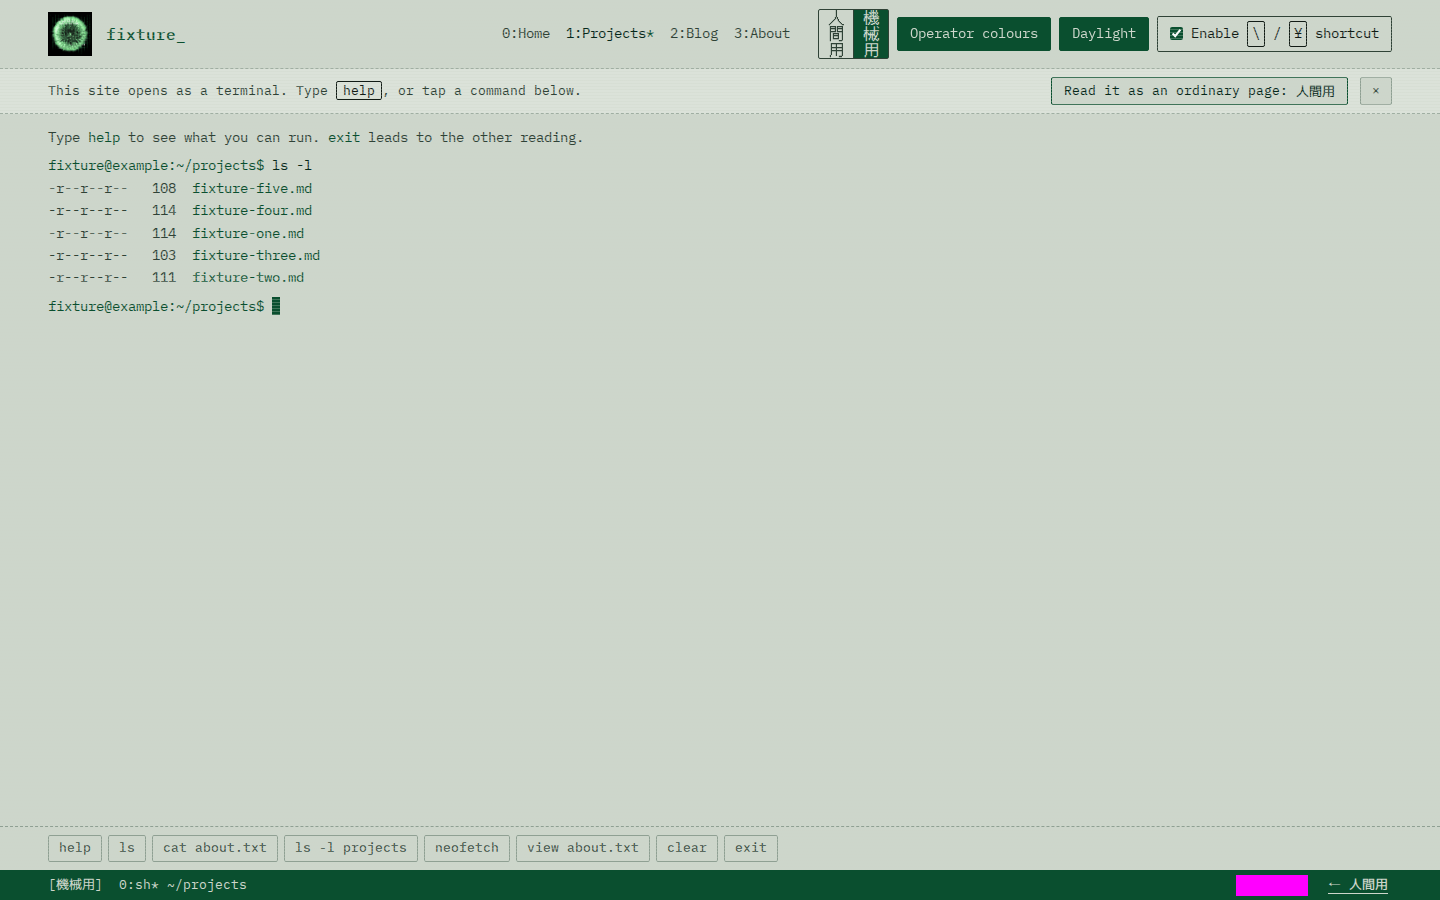 fixture_
0:Home 1:Projects* 2:Blog 3:About
人間用
機械用
Operator colours
Daylight
Enable \ / ¥ shortcut
This site opens as a terminal. Type help, or tap a command below.
Read it as an ordinary page: 人間用
×
Type help to see what you can run. exit leads to the other reading.
fixture@example:~/projects$ ls -l
-r--r--r-- 108 fixture-five.md
-r--r--r-- 114 fixture-four.md
-r--r--r-- 114 fixture-one.md
-r--r--r-- 103 fixture-three.md
-r--r--r-- 111 fixture-two.md
fixture@example:~/projects$
help ls cat about.txt ls -l projects neofetch view about.txt clear exit
[機械用] 0:sh* ~/projects
← 人間用